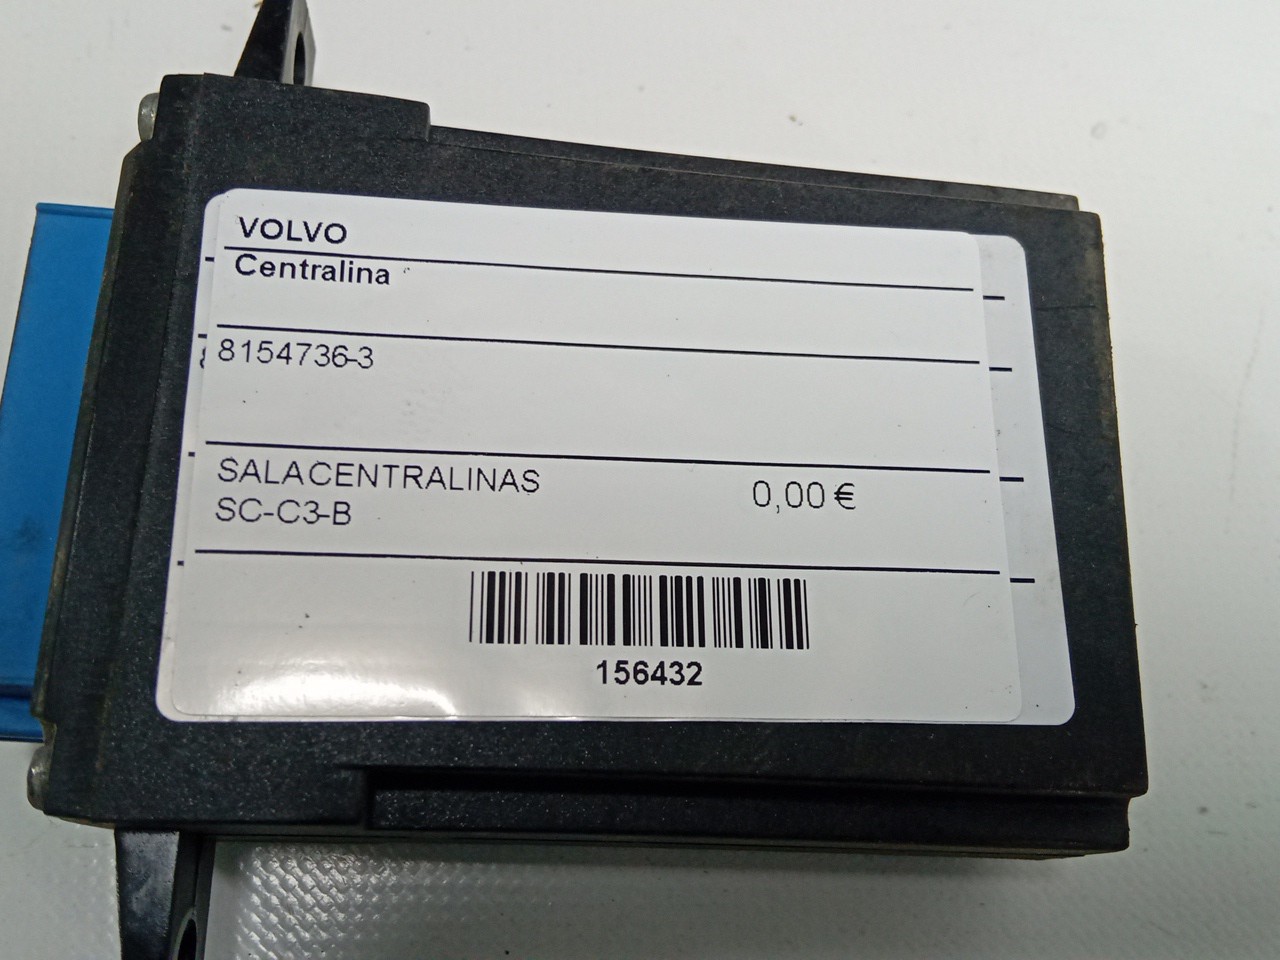 VOLVO
Centralina
8154736-3
SALACENTRALINAS
0,00 €
SC-C3-B
156432